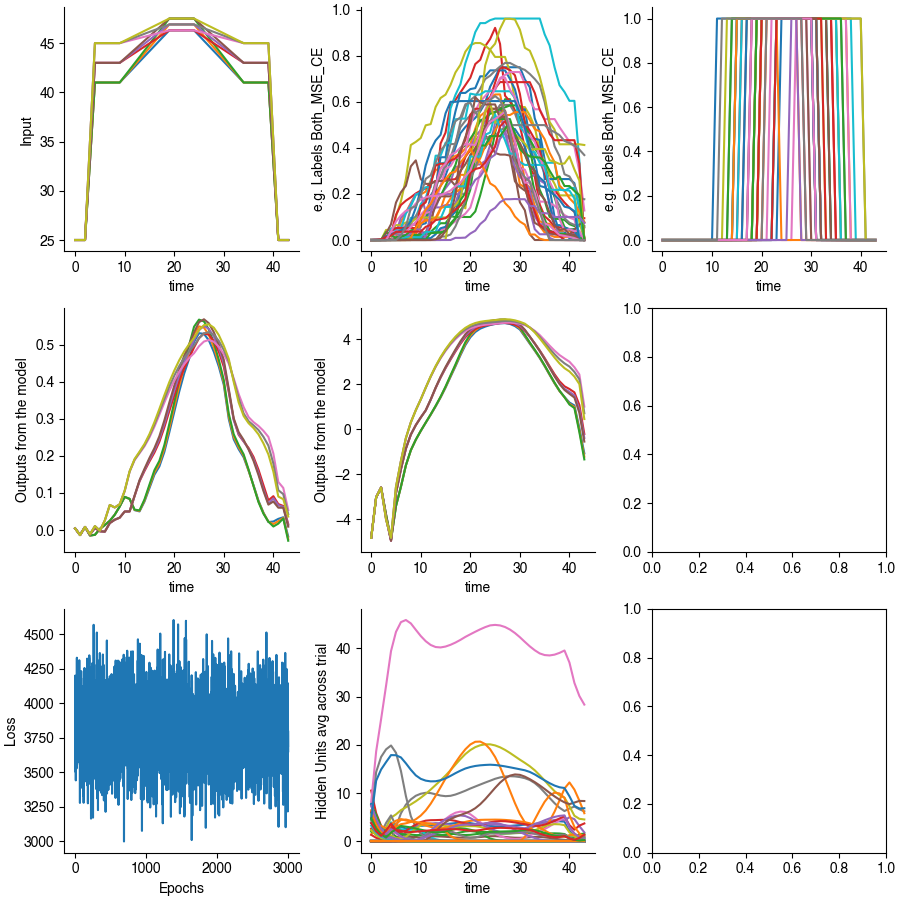 45
40
35
30
25
Input
0 10 20 30 40
time
1.0
0.8
0.6
0.4
0.2
0.0
e.g. Labels Both_MSE_CE
0 10 20 30 40
time
1.0
0.8
0.6
0.4
0.2
0.0
e.g. Labels Both_MSE_CE
0 10 20 30 40
time
0.5
0.4
0.3
0.2
0.1
0.0
Outputs from the model
0 10 20 30 40
time
4
2
0
−2
−4
Outputs from the model
0 10 20 30 40
time
1.0
0.8
0.6
0.4
0.2
0.0
0.0 0.2 0.4 0.6 0.8 1.0
4500
4250
4000
3750
3500
3250
3000
Loss
0 1000 2000 3000
Epochs
40
30
20
10
0
Hidden Units avg across trial
0 10 20 30 40
time
1.0
0.8
0.6
0.4
0.2
0.0
0.0 0.2 0.4 0.6 0.8 1.0